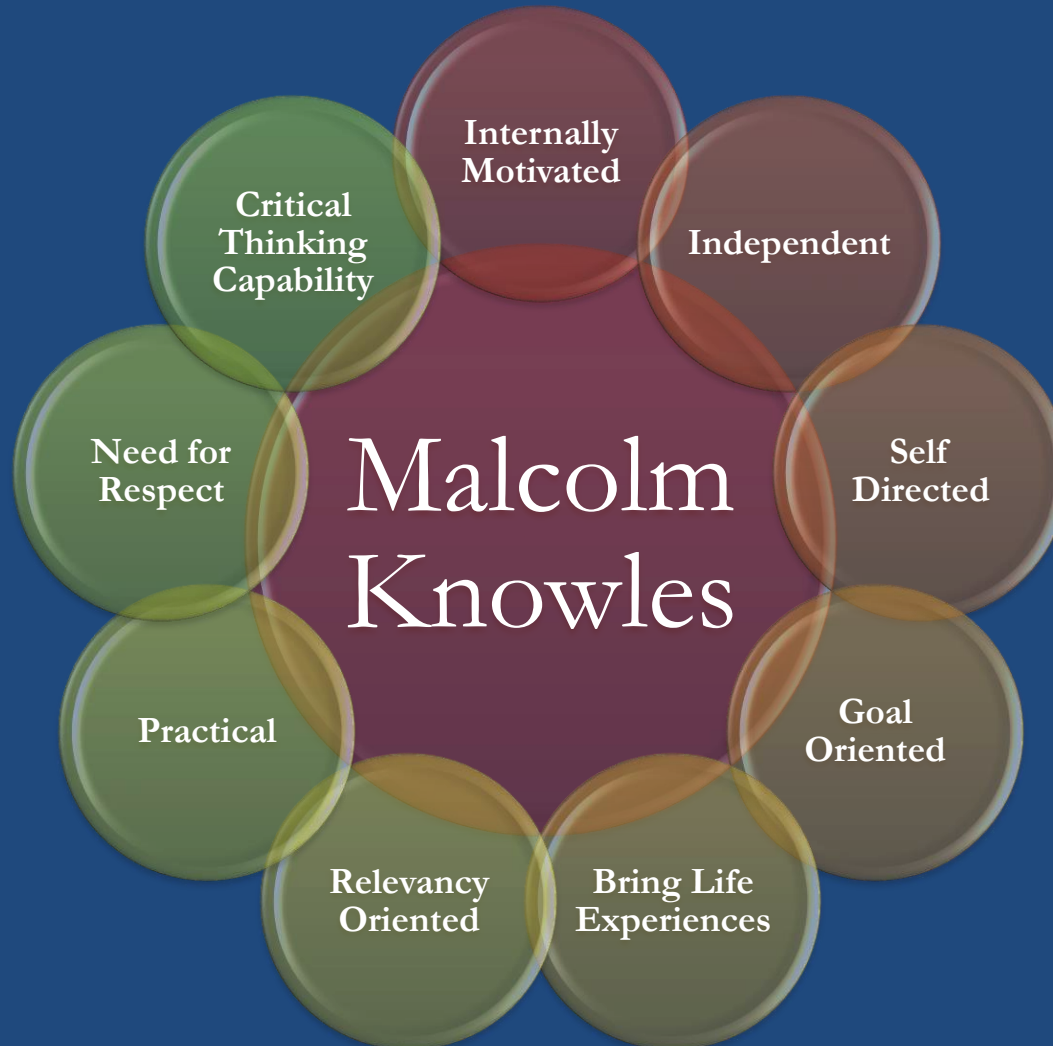 Malcolm
Knowles
Internally
Motivated
Independent
Self
Directed
Goal
Oriented
Bring Life
Experiences
Relevancy
Oriented
Practical
Need for
Respect
Critical
Thinking
Capability